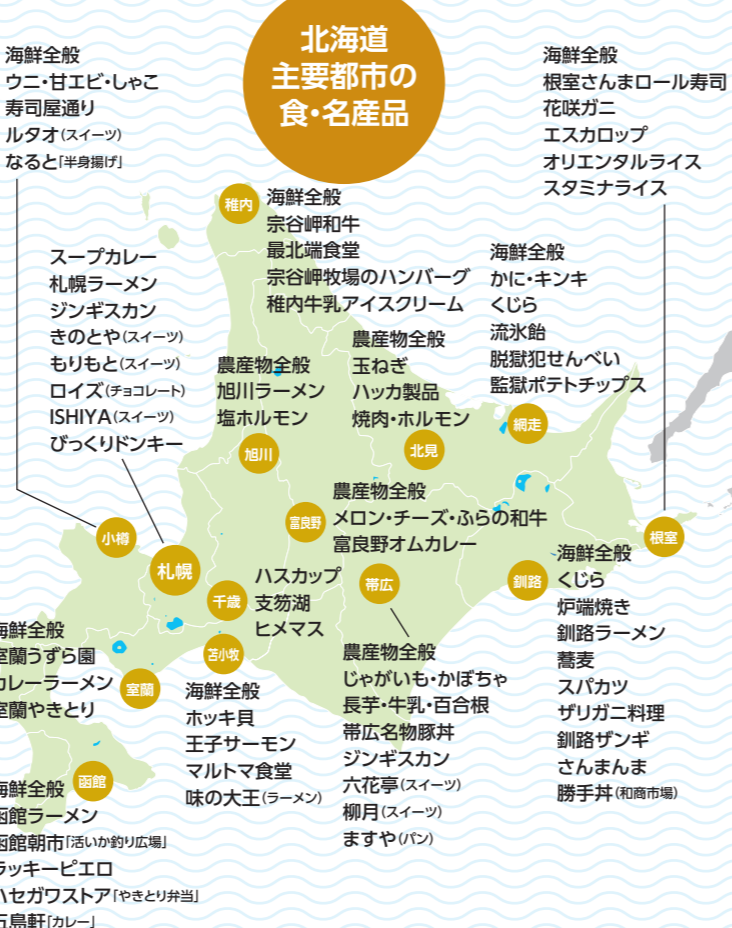 北海道
主要都市の
食・名産品
海鮮全般
ウニ・甘エビ・しゃこ
寿司屋通り
ルタオ(スイーツ)
なると「半身揚げ」
小樽
スープカレー
札幌ラーメン
ジンギスカン
きのとや(スイーツ)
もりもと(スイーツ)
ロイズ(チョコレート)
ISHIYA(スイーツ)
びっくりドンキー
札幌
稚内
海鮮全般
宗谷岬和牛
最北端食堂
宗谷岬牧場のハンバーグ
稚内牛乳アイスクリーム
農産物全般
旭川ラーメン
塩ホルモン
旭川
農産物全般
玉ねぎ
ハッカ製品
焼肉・ホルモン
北見
海鮮全般
かに・キンキ
くじら
流氷飴
脱獄犯せんべい
監獄ポテトチップス
網走
海鮮全般
根室さんまロール寿司
花咲ガニ
エスカロップ
オリエンタルライス
スタミナライス
根室
富良野
農産物全般
メロン・チーズ・ふらの和牛
富良野オムカレー
千歳
ハスカップ
支笏湖
ヒメマス
苫小牧
海鮮全般
ホッキ貝
王子サーモン
マルトマ食堂
味の大王(ラーメン)
帯広
農産物全般
じゃがいも・かぼちゃ
長芋・牛乳・百合根
帯広名物豚丼
ジンギスカン
六花亭(スイーツ)
柳月(スイーツ)
ますや(パン)
釧路
海鮮全般
くじら
炉端焼き
釧路ラーメン
蕎麦
スパカツ
ザリガニ料理
釧路ザンギ
さんまんま
勝手丼(和商市場)
海鮮全般
室蘭うずら園
カレーラーメン
室蘭やきとり
室蘭
海鮮全般
函館ラーメン
函館朝市「活いか釣り広場」
ラッキーピエロ
ハセガワストア「やきとり弁当」
五島軒「カレー」
函館